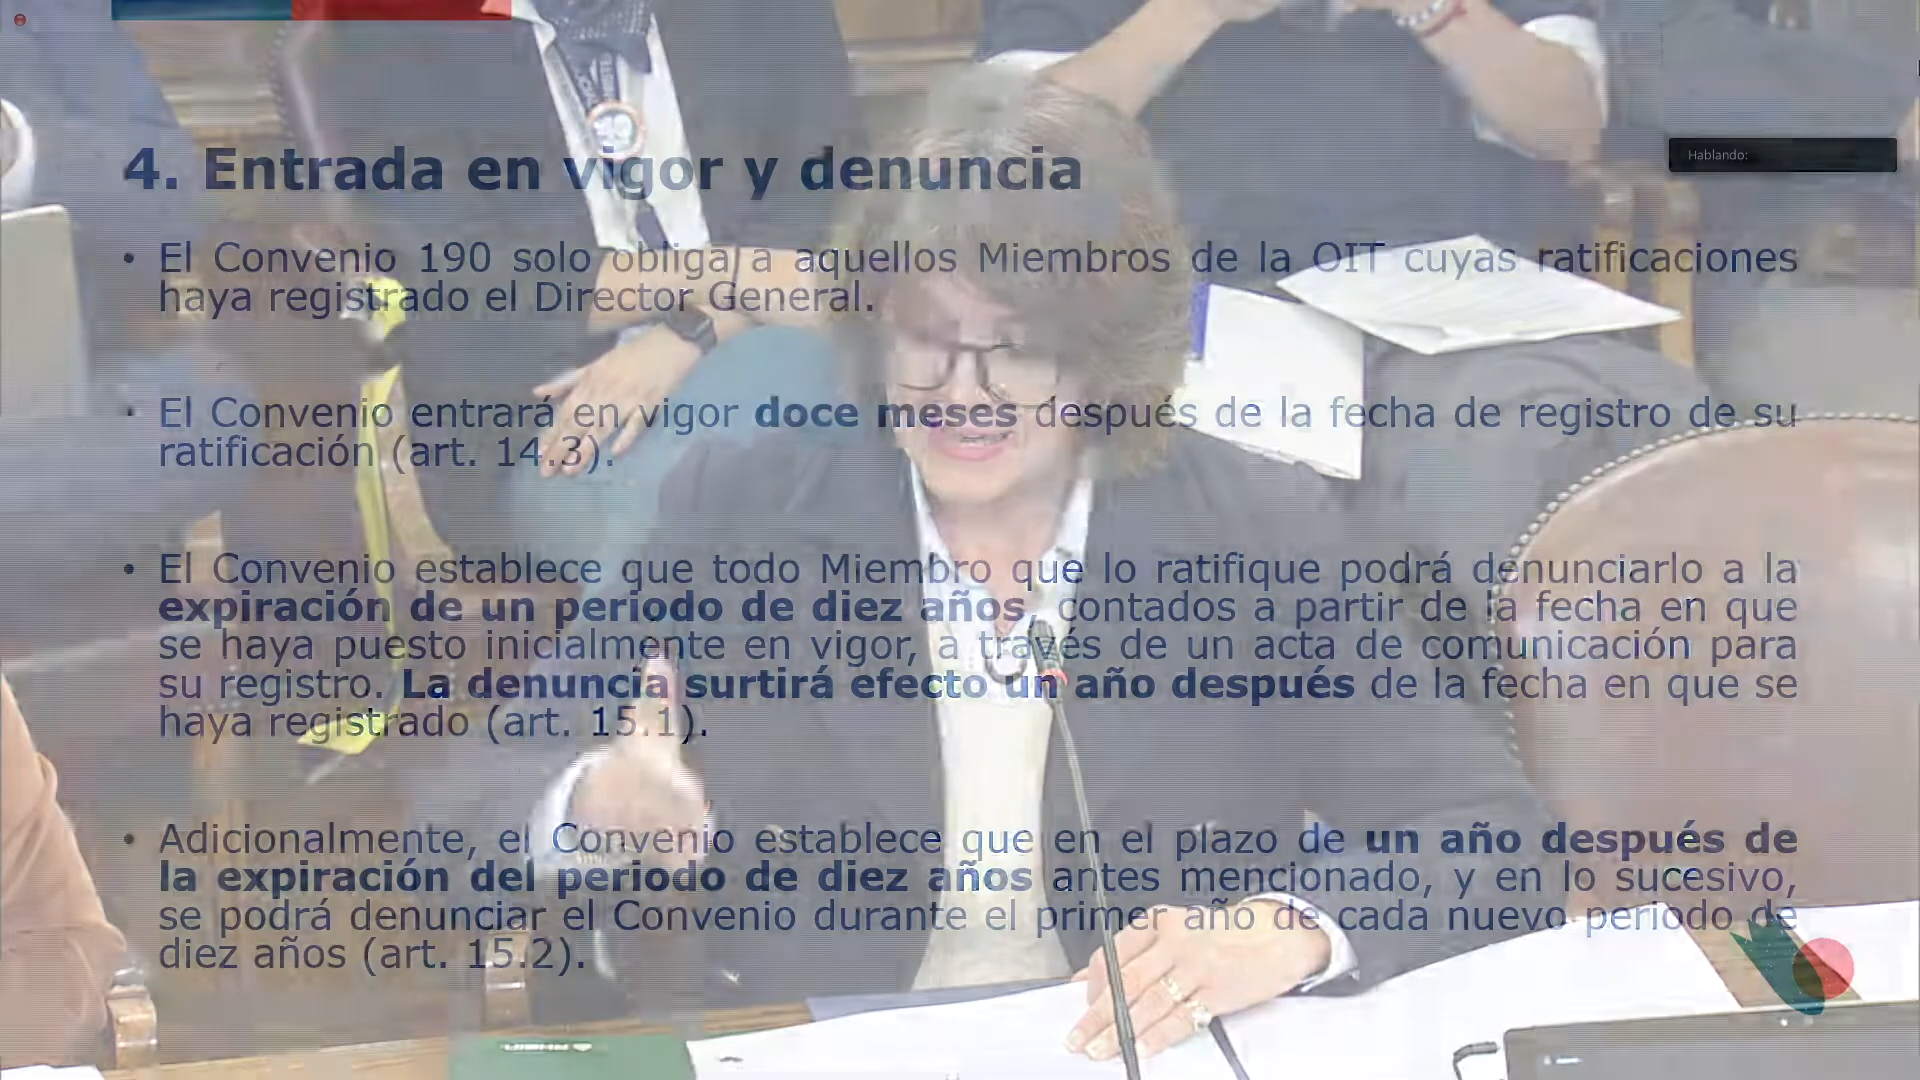 Hablando:
4. Entrada en vigor y denuncia
• El Convenio 190 solo obliga a aquellos Miembros de la OIT cuyas ratificaciones
haya registrado el Director General.
• El Convenio entrará en vigor doce meses después de la fecha de registro de su
ratificación (art. 14.3).
• El Convenio establece que todo Miembro que lo ratifique podrá denunciarlo a la
expiración de un periodo de diez años, contados a partir de la fecha en que
se haya puesto inicialmente en vigor, a través de un acta de comunicación para
su registro. La denuncia surtirá efecto un año después de la fecha en que se
haya registrado (art. 15.1).
• Adicionalmente, el Convenio establece que en el plazo de un año después de
la expiración del periodo de diez años antes mencionado, y en lo sucesivo,
se podrá denunciar el Convenio durante el primer año de cada nuevo periodo de
diez años (art. 15.2).